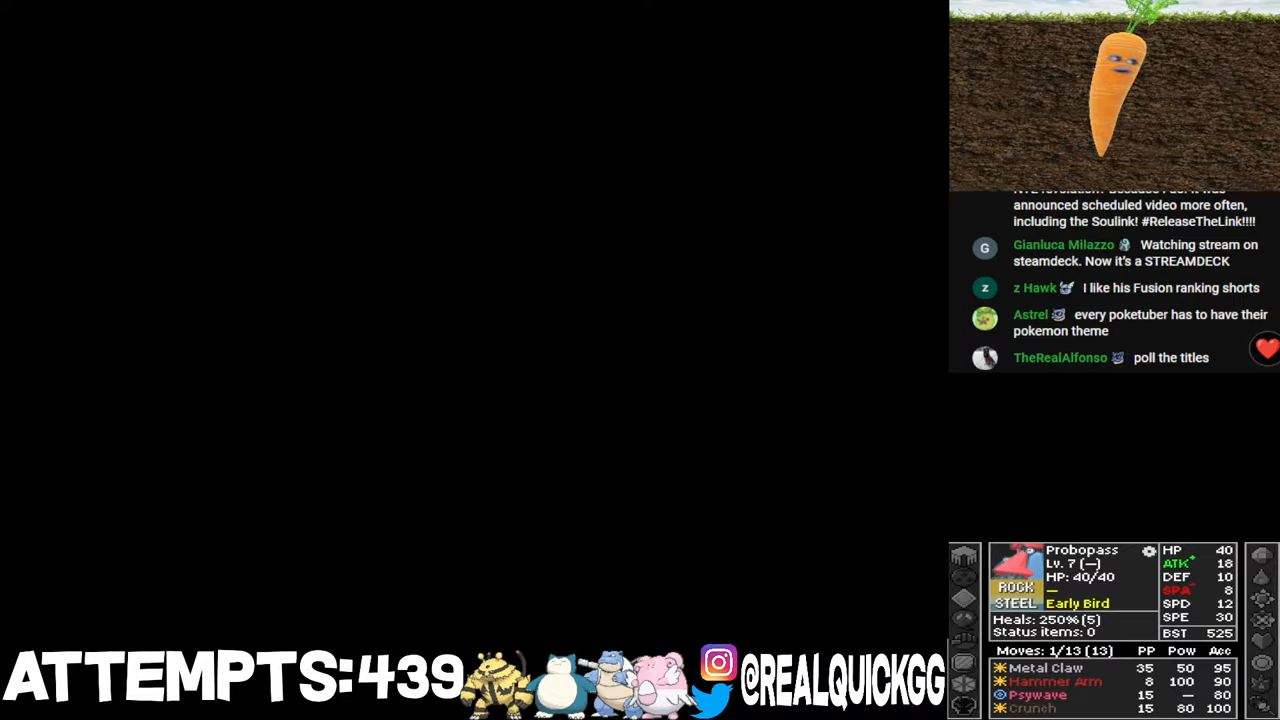 announced scheduled video more often,
including the Soulink! #ReleaseTheLink!!!!
G Gianluca Milazzo Watching stream on
steamdeck. Now it's a STREAMDECK
z z Hawk I like his Fusion ranking shorts
Astrel every poketuber has to have their
pokemon theme
TheRealAlfonso poll the titles
Probopass
Lv. 7 (—)
HP: 40/40
ROCK
STEEL
—
Early Bird
Heals: 250% (5)
Status items: 0
HP 40
ATK+ 18
DEF 10
SPA- 8
SPD 12
SPE 30
BST 525
Moves: 1/13 (13) PP Pow Acc
Metal Claw 35 50 95
Hammer Arm 8 100 90
Psywave 15 — 80
Crunch 15 80 100
ATTEMPTS:439
@REALQUICKGG